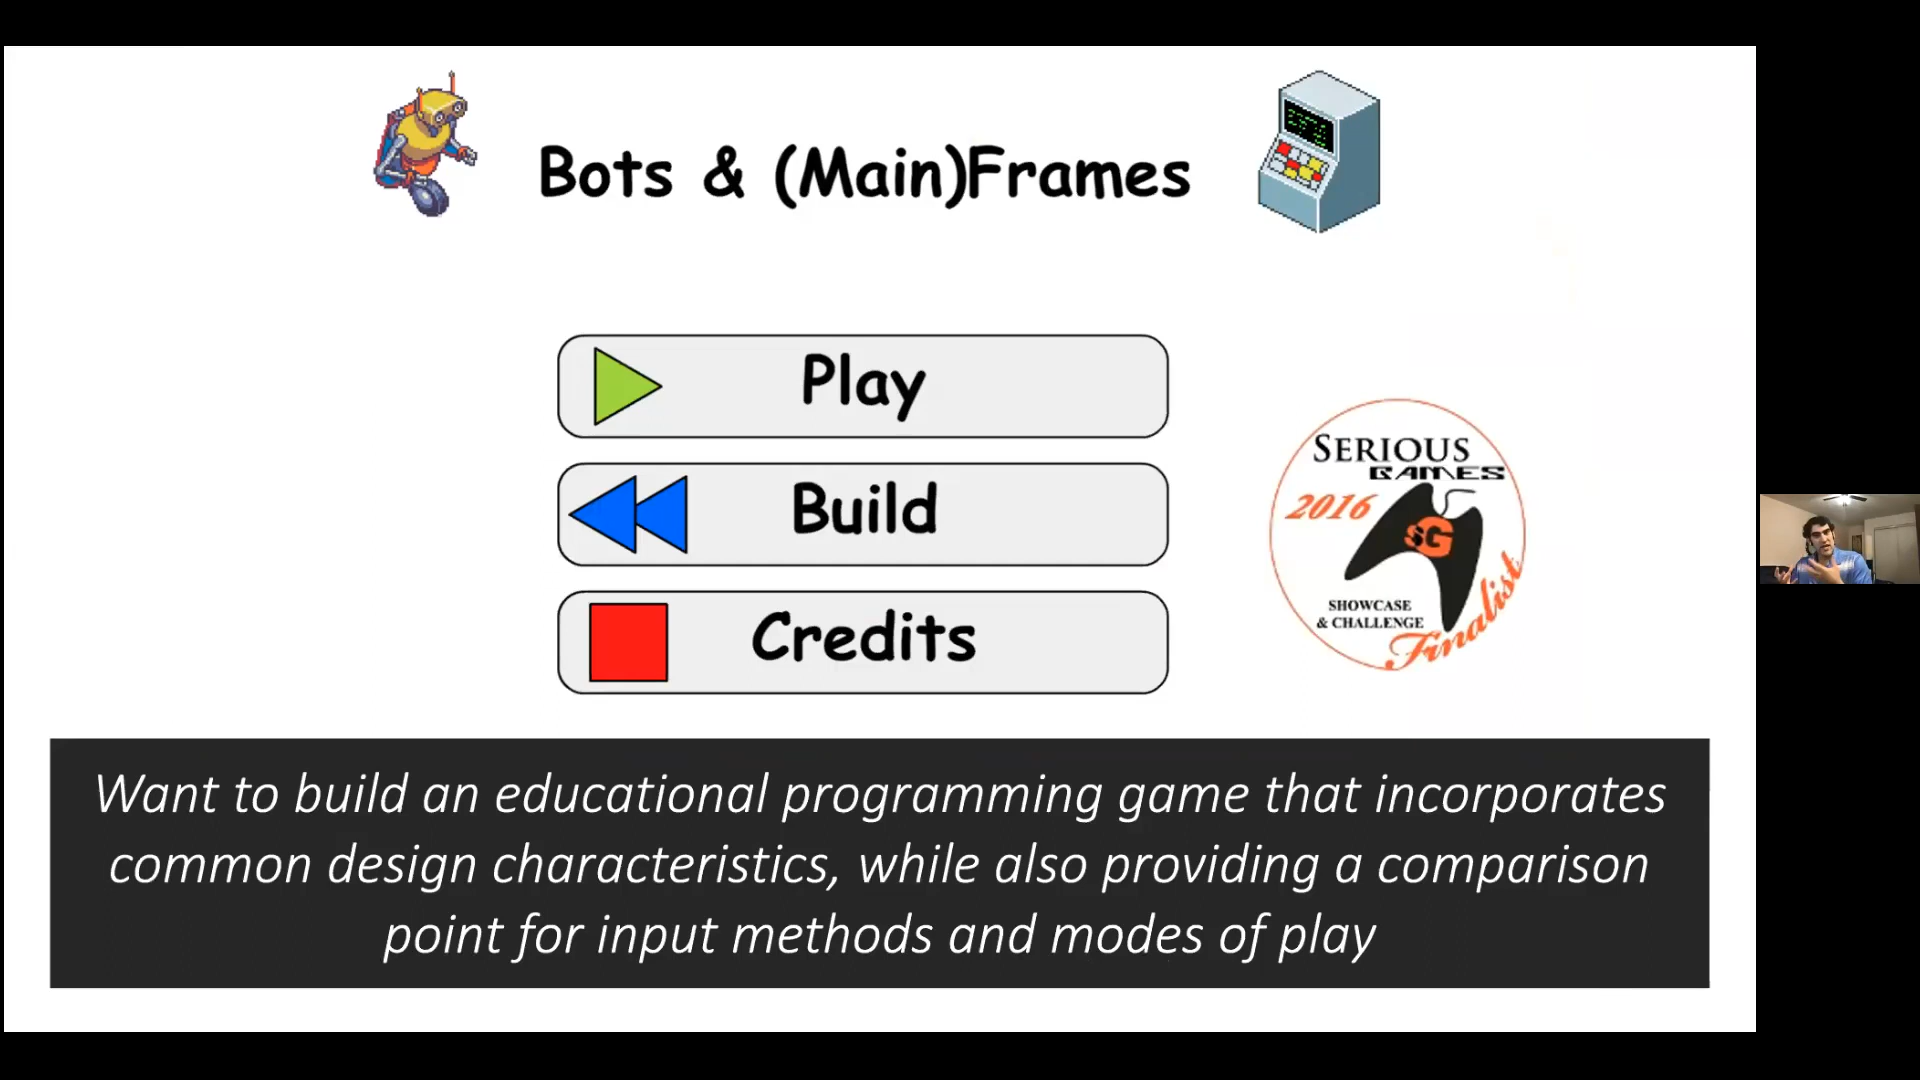 Bots & (Main)Frames
Play
Build
Credits
SERIOUS
GAMES
2016
SG
SHOWCASE
& CHALLENGE
Finalist
Want to build an educational programming game that incorporates
common design characteristics, while also providing a comparison
point for input methods and modes of play